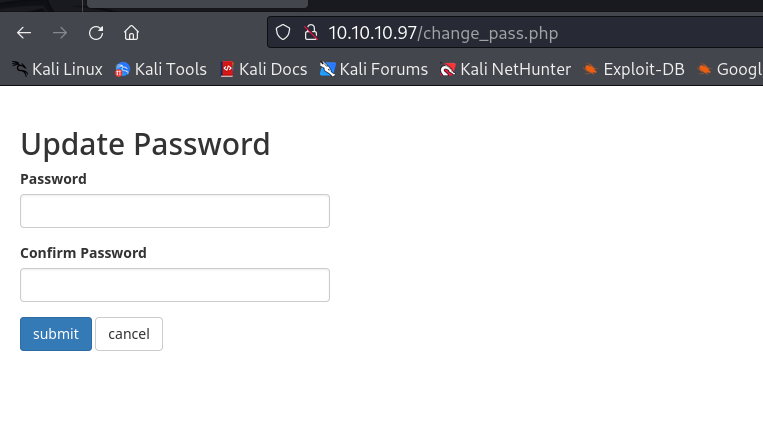 10.10.10.97/change_pass.php
Kali Linux Kali Tools Kali Docs Kali Forums Kali NetHunter Exploit-DB Googl
Update Password
Password
Confirm Password
submit cancel